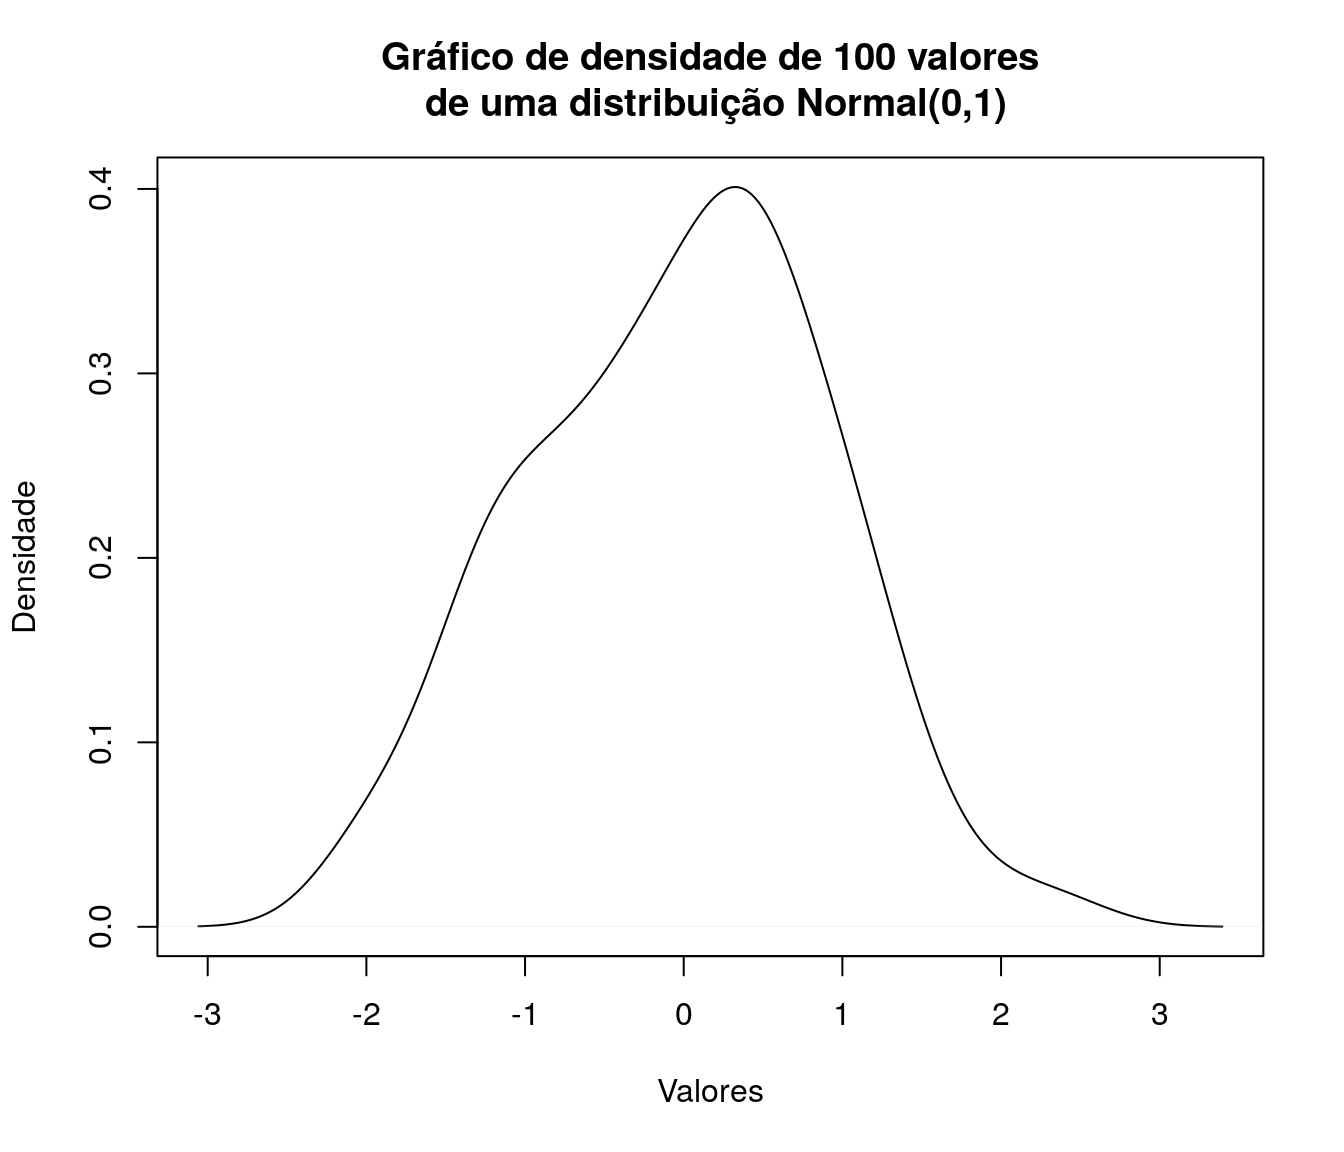 Gráfico de densidade de 100 valores
de uma distribuição Normal(0,1)
Densidade
0.4
0.3
0.2
0.1
0.0
-3 -2 -1 0 1 2 3
Valores